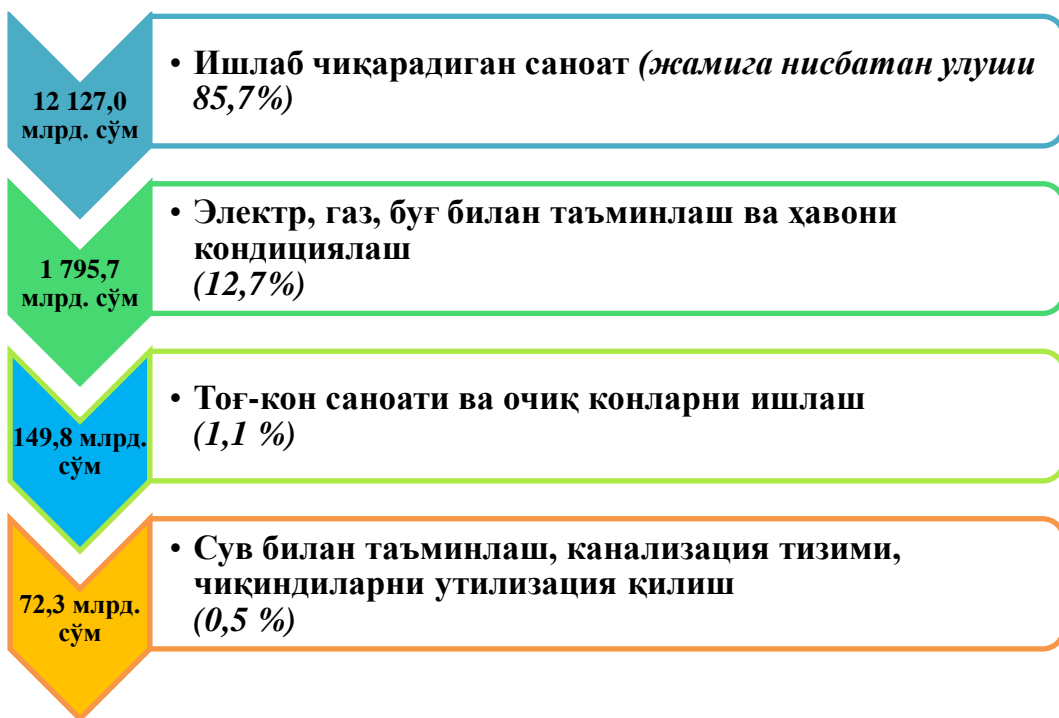 12 127,0
млрд. сўм
• Ишлаб чиқарадиган саноат (жамига нисбатан улуши
85,7%)
1 795,7
млрд. сўм
• Электр, газ, буғ билан таъминлаш ва ҳавони
кондициялаш
(12,7%)
149,8 млрд.
сўм
• Тоғ-кон саноати ва очиқ конларни ишлаш
(1,1 %)
72,3 млрд.
сўм
• Сув билан таъминлаш, канализация тизими,
чиқиндиларни утилизация қилиш
(0,5 %)